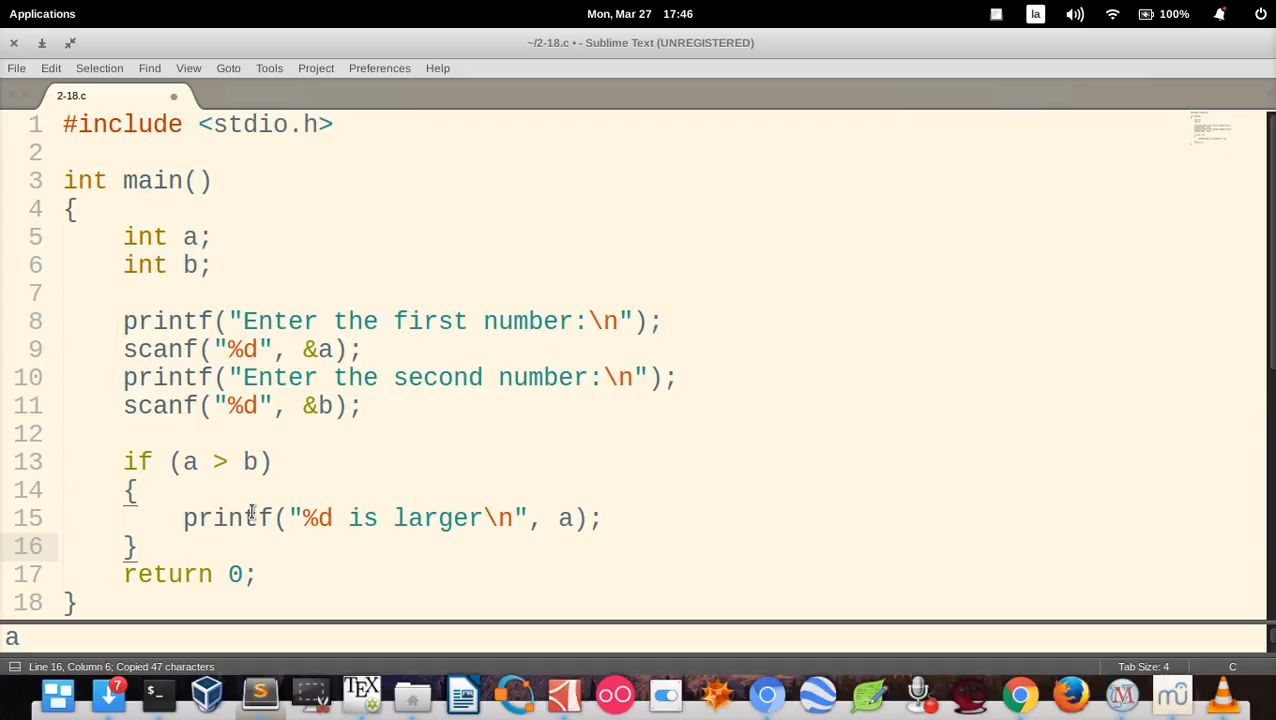 Applications
Mon, Mar 27 17:46
la
100%
~/2-18.c • - Sublime Text (UNREGISTERED)
File Edit Selection Find View Goto Tools Project Preferences Help
2-18.c
1 #include <stdio.h>
2
3 int main()
4 {
5 int a;
6 int b;
7
8 printf("Enter the first number:\n");
9 scanf("%d", &a);
10 printf("Enter the second number:\n");
11 scanf("%d", &b);
12
13 if (a > b)
14 {
15 printf("%d is larger\n", a);
16 }
17 return 0;
18 }
a
Line 16, Column 6; Copied 47 characters
Tab Size: 4
C
7
TEX